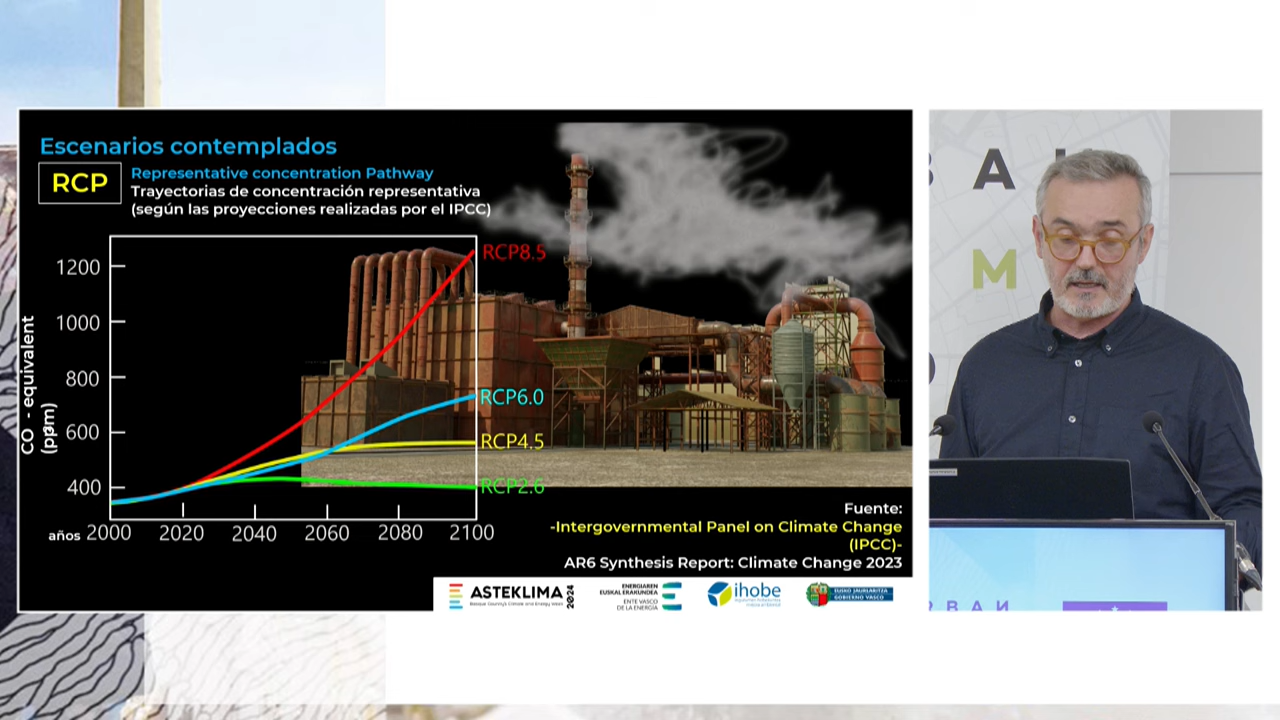 Escenarios contemplados
RCP
Representative concentration Pathway
Trayectorias de concentración representativa
(según las proyecciones realizadas por el IPCC)
CO - equivalent
(ppm)
1200
1000
800
600
400
RCP8.5
RCP6.0
RCP4.5
RCP2.6
años 2000 2020 2040 2060 2080 2100
Fuente:
-Intergovernmental Panel on Climate Change
(IPCC)-
AR6 Synthesis Report: Climate Change 2023
ASTEKLIMA 2024
Basque Country's Climate and Energy Week
ENERGIAREN
EUSKAL ERAKUNDEA
ENTE VASCO
DE LA ENERGÍA
ihobe
EUSKO JAURLARITZA
GOBIERNO VASCO
A
M